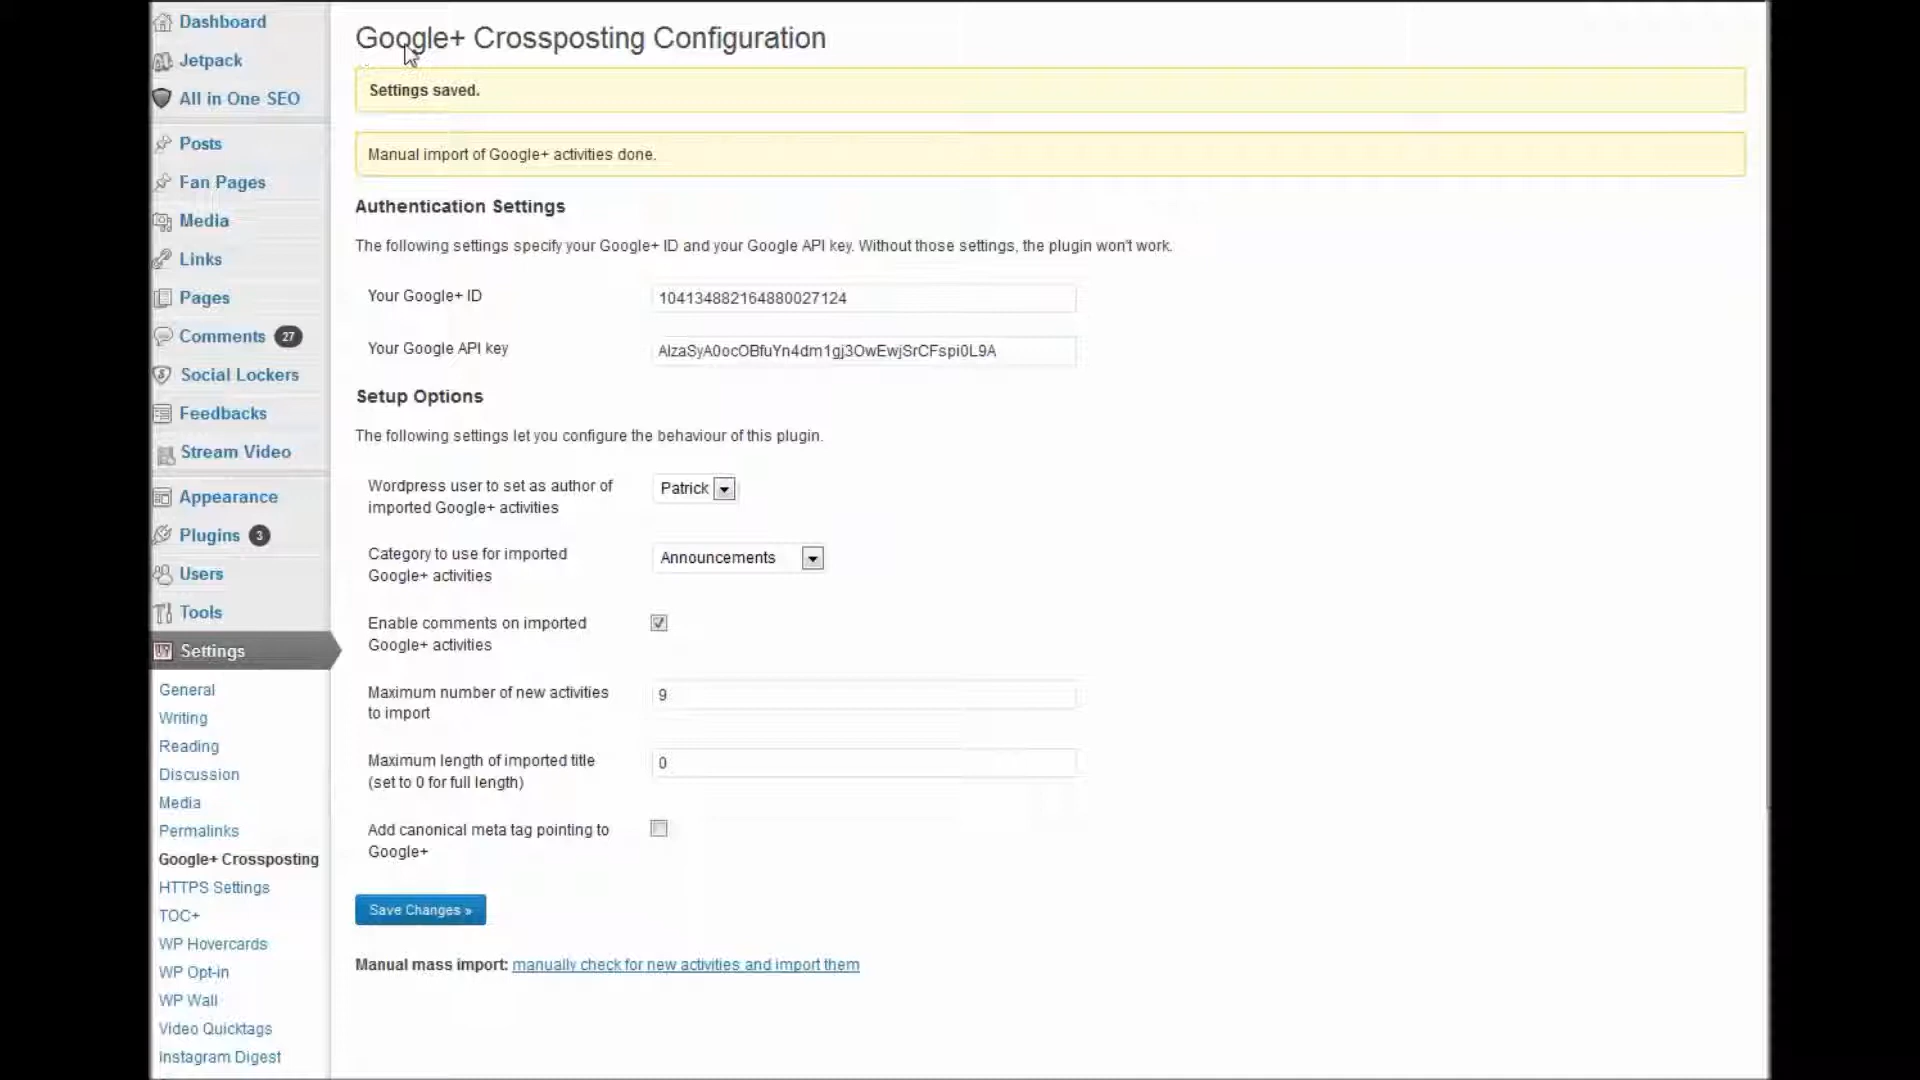 Dashboard
Jetpack
All in One SEO
Posts
Fan Pages
Media
Links
Pages
Comments 27
Social Lockers
Feedbacks
Stream Video
Appearance
Plugins 3
Users
Tools
Settings
General
Writing
Reading
Discussion
Media
Permalinks
Google+ Crossposting
HTTPS Settings
TOC+
WP Hovercards
WP Opt-in
WP Wall
Video Quicktags
Instagram Digest
Google+ Crossposting Configuration
Settings saved.
Manual import of Google+ activities done.
Authentication Settings
The following settings specify your Google+ ID and your Google API key. Without those settings, the plugin won't work.
Your Google+ ID
104134882164880027124
Your Google API key
AIzaSyA0ocOBfuYn4dm1gj3OwEwjSrCFspi0L9A
Setup Options
The following settings let you configure the behaviour of this plugin.
Wordpress user to set as author of
imported Google+ activities
Patrick
Category to use for imported
Google+ activities
Announcements
Enable comments on imported
Google+ activities
Maximum number of new activities
to import
9
Maximum length of imported title
(set to 0 for full length)
0
Add canonical meta tag pointing to
Google+
Save Changes »
Manual mass import: manually check for new activities and import them